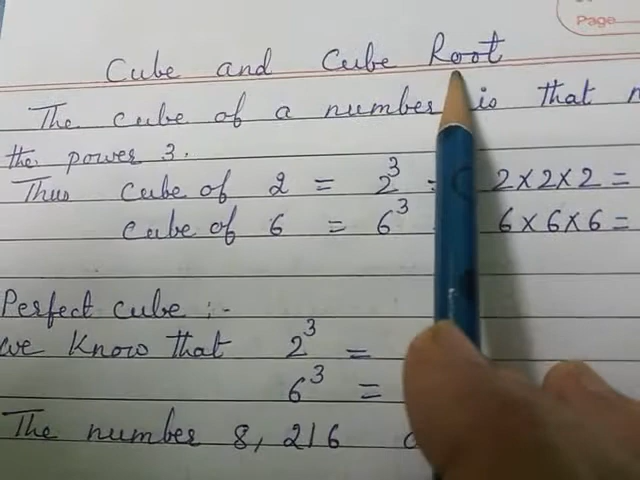 Page
Cube and Cube Root
The cube of a number is that
the power 3.
Thus cube of 2 = 2³ = 2×2×2 =
cube of 6 = 6³ 6×6×6 =
Perfect cube :-
we know that 2³ =
6³ =
The number 8, 216